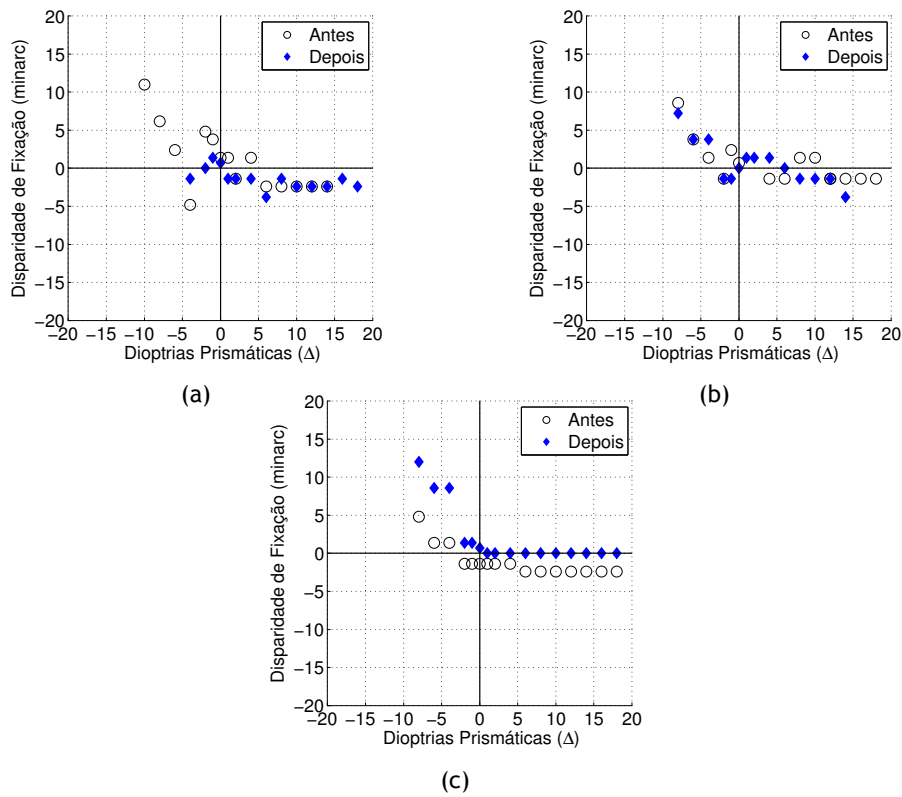 20
15
10
5
0
−5
−10
−15
−20
−20 −15 −10 −5 0 5 10 15 20
Disparidade de Fixação (minarc)
Dioptrias Prismáticas (Δ)
Antes
Depois
(a)
20
15
10
5
0
−5
−10
−15
−20
−20 −15 −10 −5 0 5 10 15 20
Disparidade de Fixação (minarc)
Dioptrias Prismáticas (Δ)
Antes
Depois
(b)
20
15
10
5
0
−5
−10
−15
−20
−20 −15 −10 −5 0 5 10 15 20
Disparidade de Fixação (minarc)
Dioptrias Prismáticas (Δ)
Antes
Depois
(c)